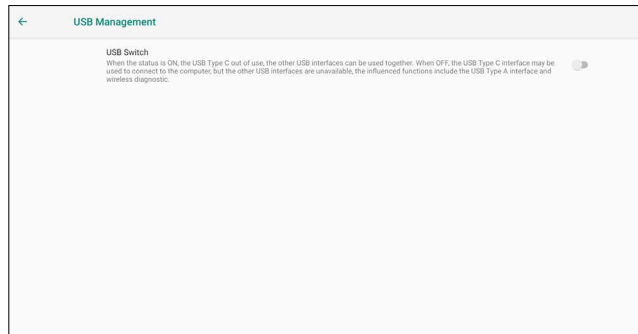 USB Management
USB Switch
When the status is ON, the USB Type C out of use, the other USB interfaces can be used together. When OFF, the USB Type C interface may be
used to connect to the computer, but the other USB interfaces are unavailable, the influenced functions include the USB Type A interface and
wireless diagnostic.